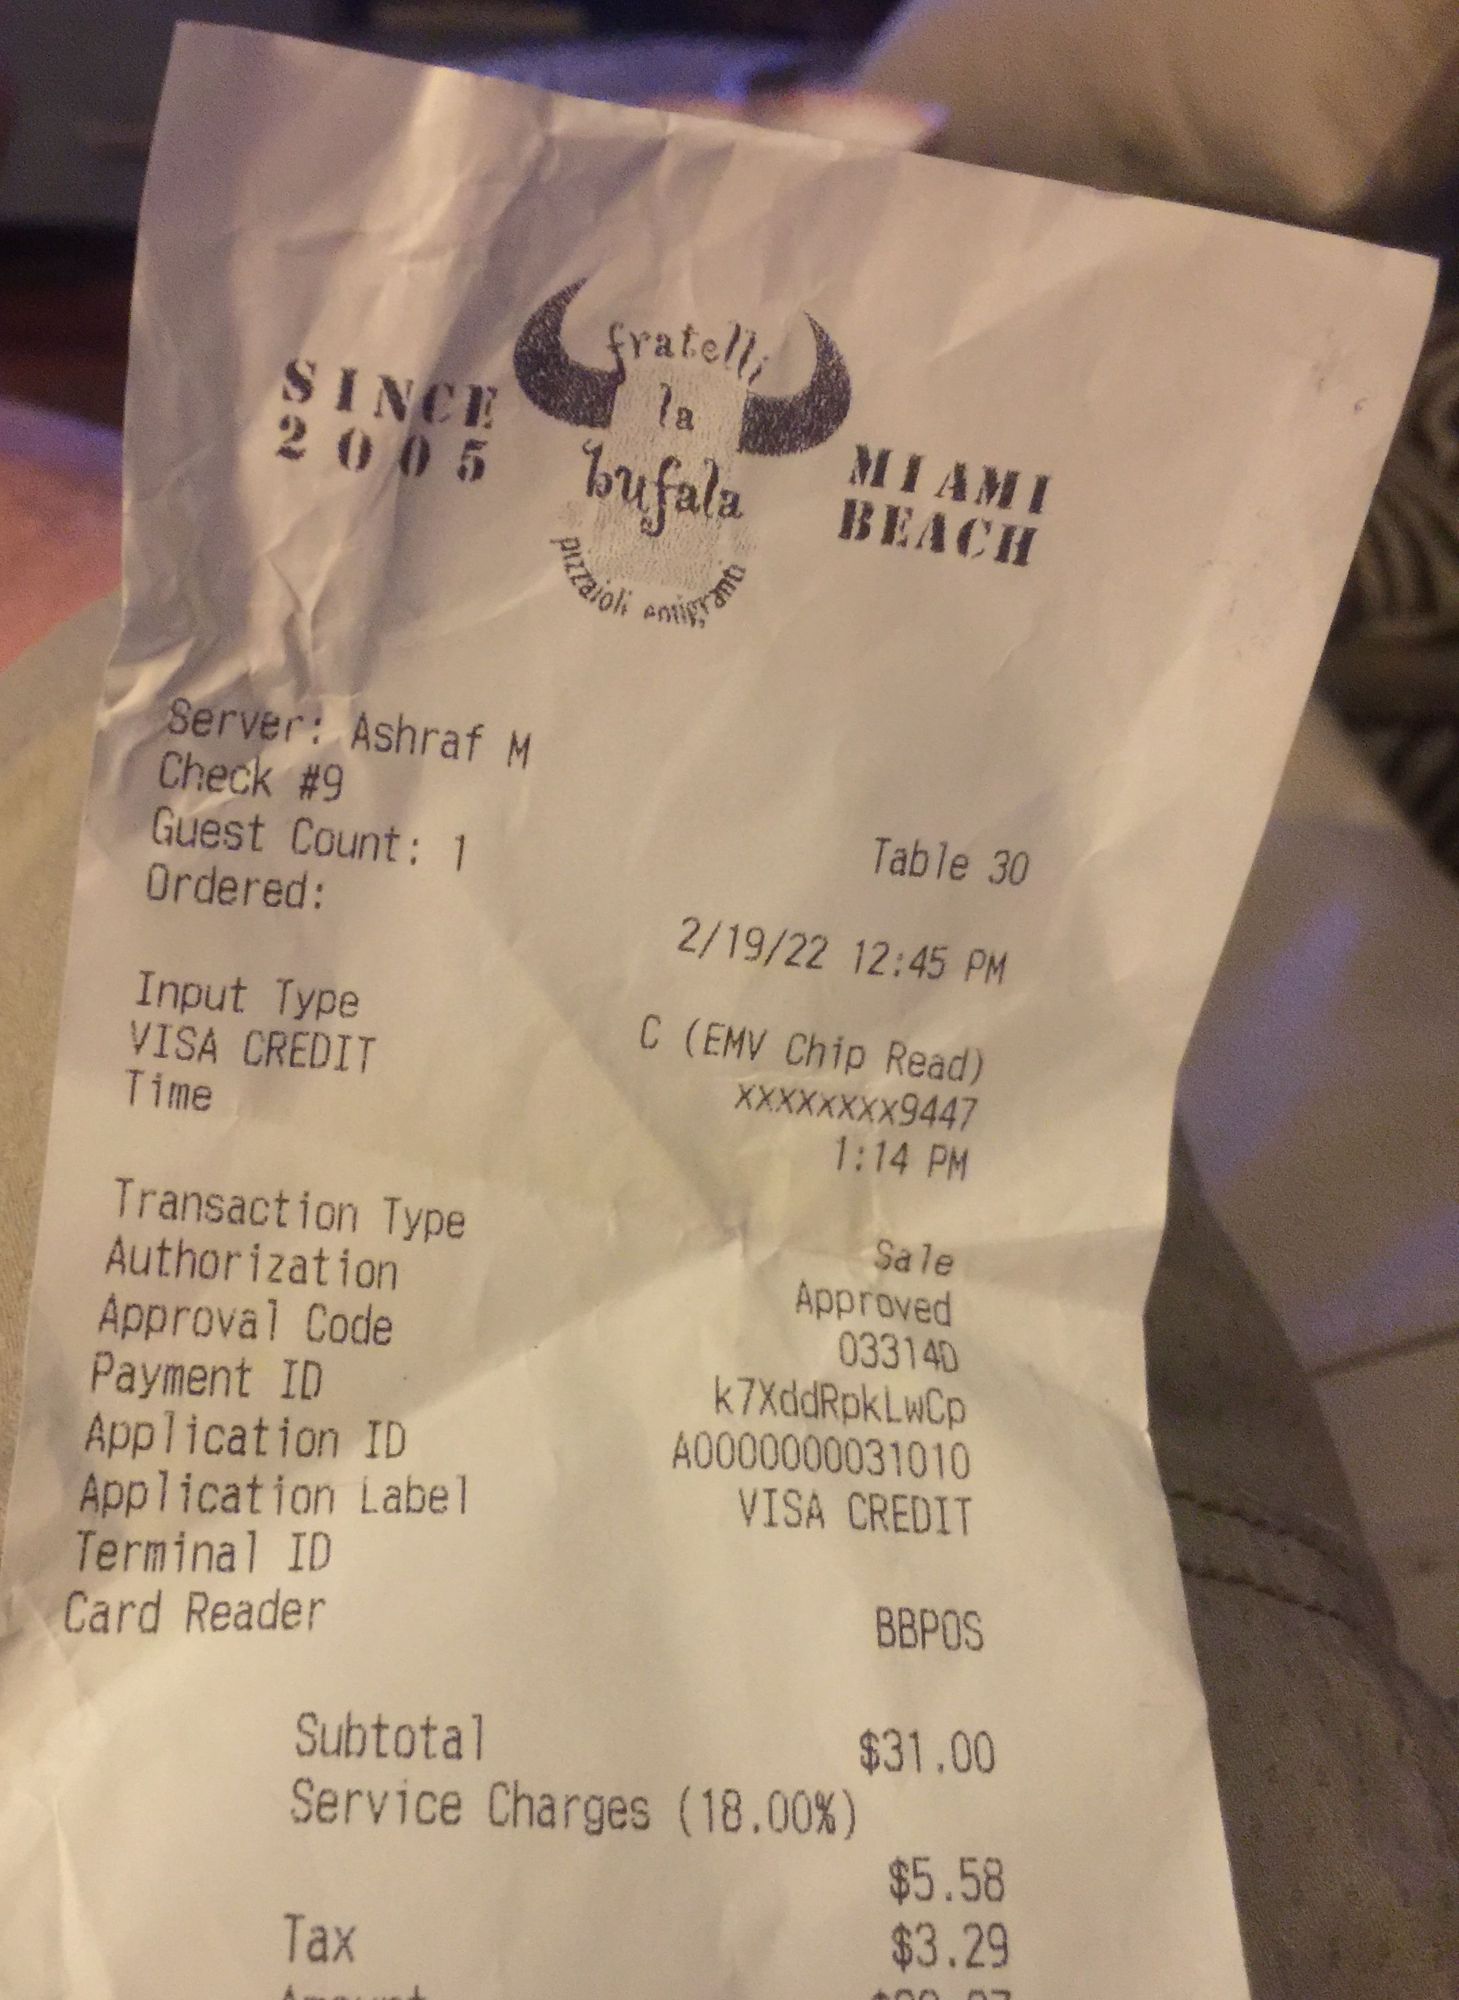 SINCE
2005
fratelli
la
bufala
pizzaioli emigranti
MIAMI
BEACH
Server: Ashraf M
Check #9
Guest Count: 1
Table 30
Ordered:
2/19/22 12:45 PM
Input Type
C (EMV Chip Read)
VISA CREDIT
xxxxxxxx9447
Time
1:14 PM
Transaction Type
Sale
Authorization
Approved
Approval Code
03314D
Payment ID
k7XddRpkLwCp
Application ID
A0000000031010
Application Label
VISA CREDIT
Terminal ID
Card Reader
BBPOS
Subtotal
$31.00
Service Charges (18.00%)
$5.58
Tax
$3.29